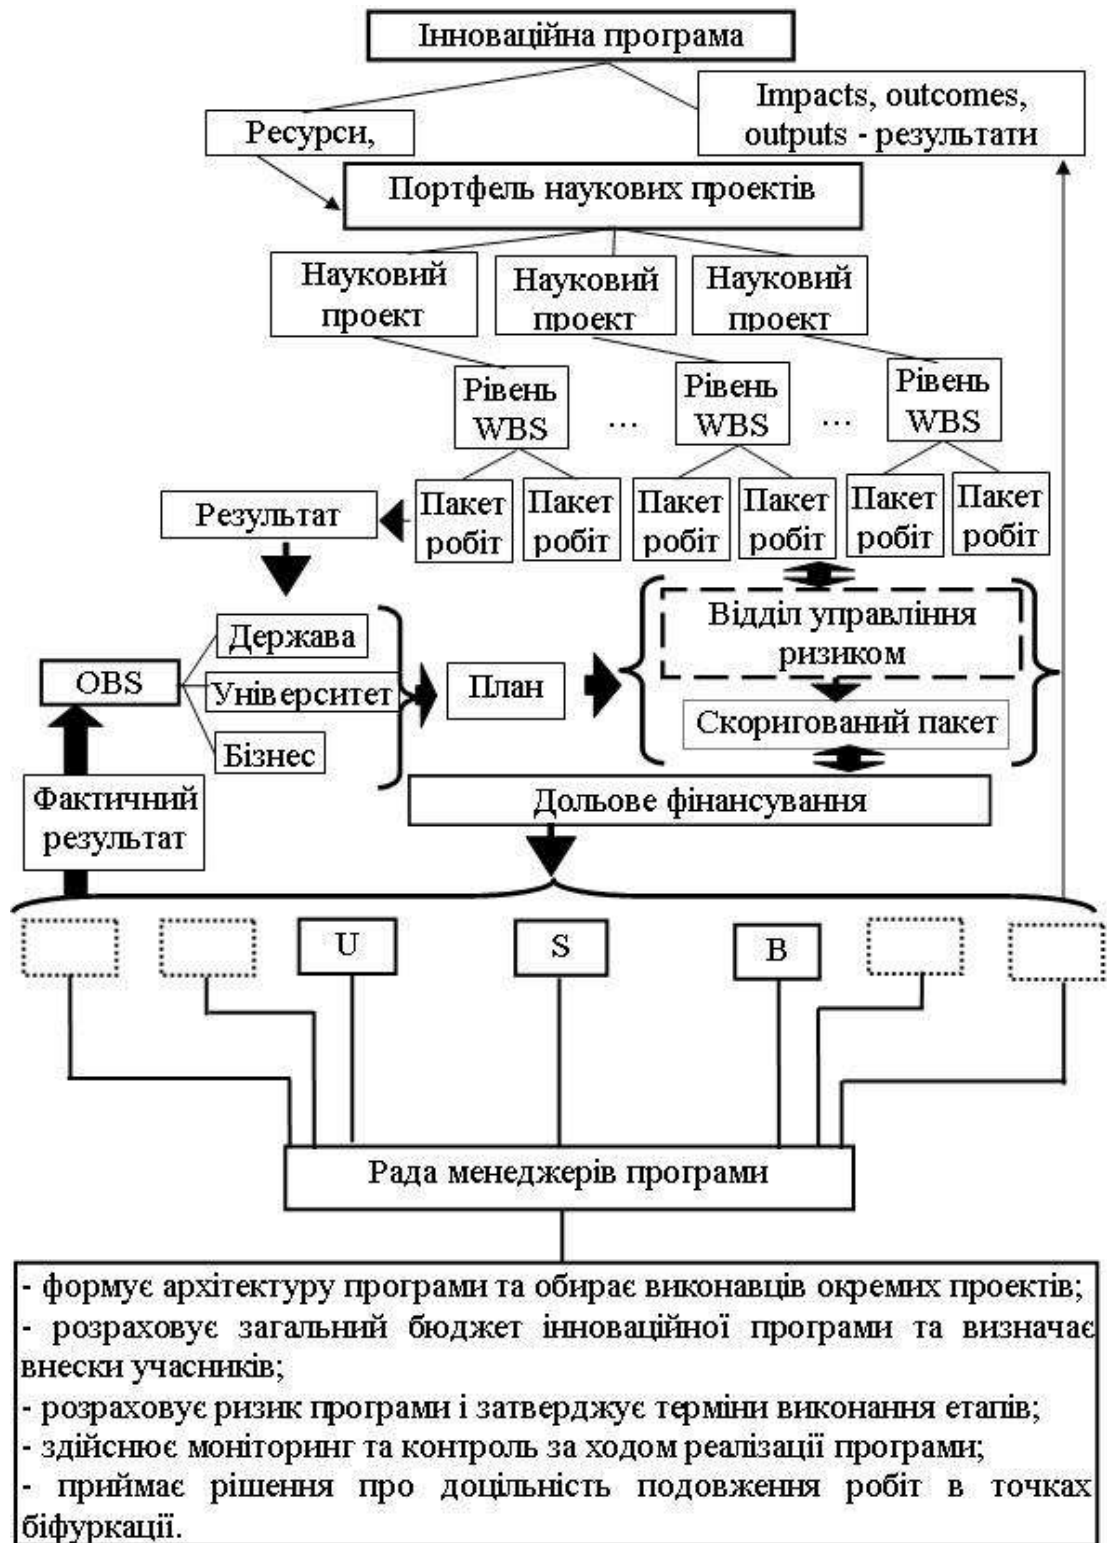 Інноваційна програма
Impacts, outcomes,
outputs - результати
Ресурси,
Портфель наукових проектів
Науковий
проект
Науковий
проект
Науковий
проект
Рівень
WBS
...
Рівень
WBS
...
Рівень
WBS
Результат
Пакет
робіт
Пакет
робіт
Пакет
робіт
Пакет
робіт
Пакет
робіт
Пакет
робіт
Держава
OBS
Університет
Бізнес
План
Відділ управління
ризиком
Скоригований пакет
Фактичний
результат
Дольове фінансування
U
S
B
Рада менеджерів програми
- формує архітектуру програми та обирає виконавців окремих проектів;
- розраховує загальний бюджет інноваційної програми та визначає
внески учасників;
- розраховує ризик програми і затверджує терміни виконання етапів;
- здійснює моніторинг та контроль за ходом реалізації програми;
- приймає рішення про доцільність подовження робіт в точках
біфуркації.